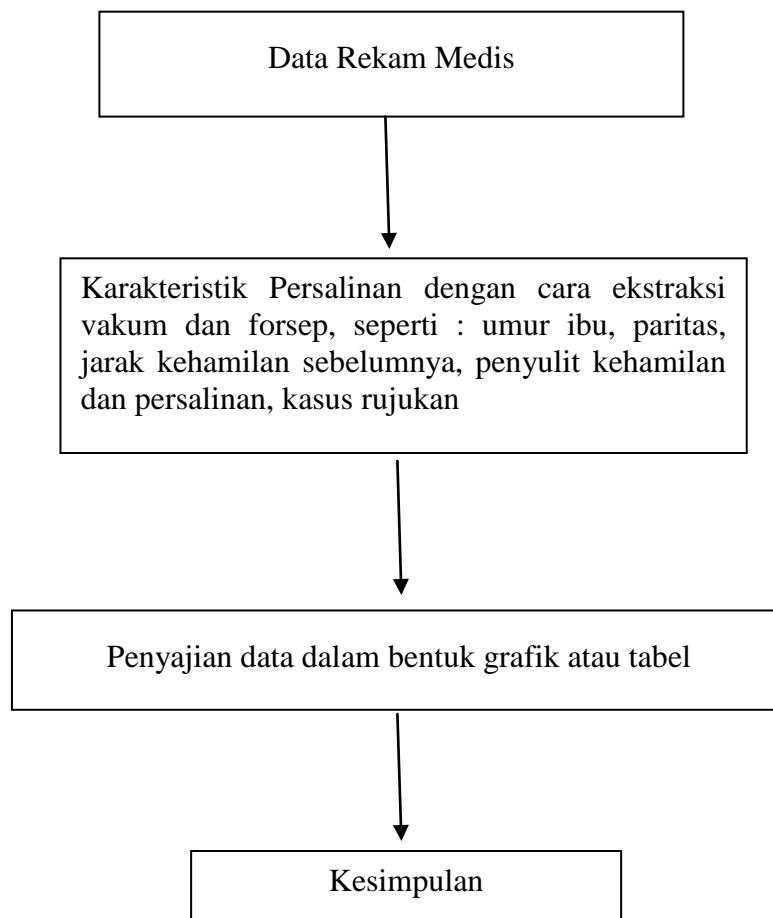 Data Rekam Medis
Karakteristik Persalinan dengan cara ekstraksi
vakum dan forsep, seperti : umur ibu, paritas,
jarak kehamilan sebelumnya, penyulit kehamilan
dan persalinan, kasus rujukan
Penyajian data dalam bentuk grafik atau tabel
Kesimpulan